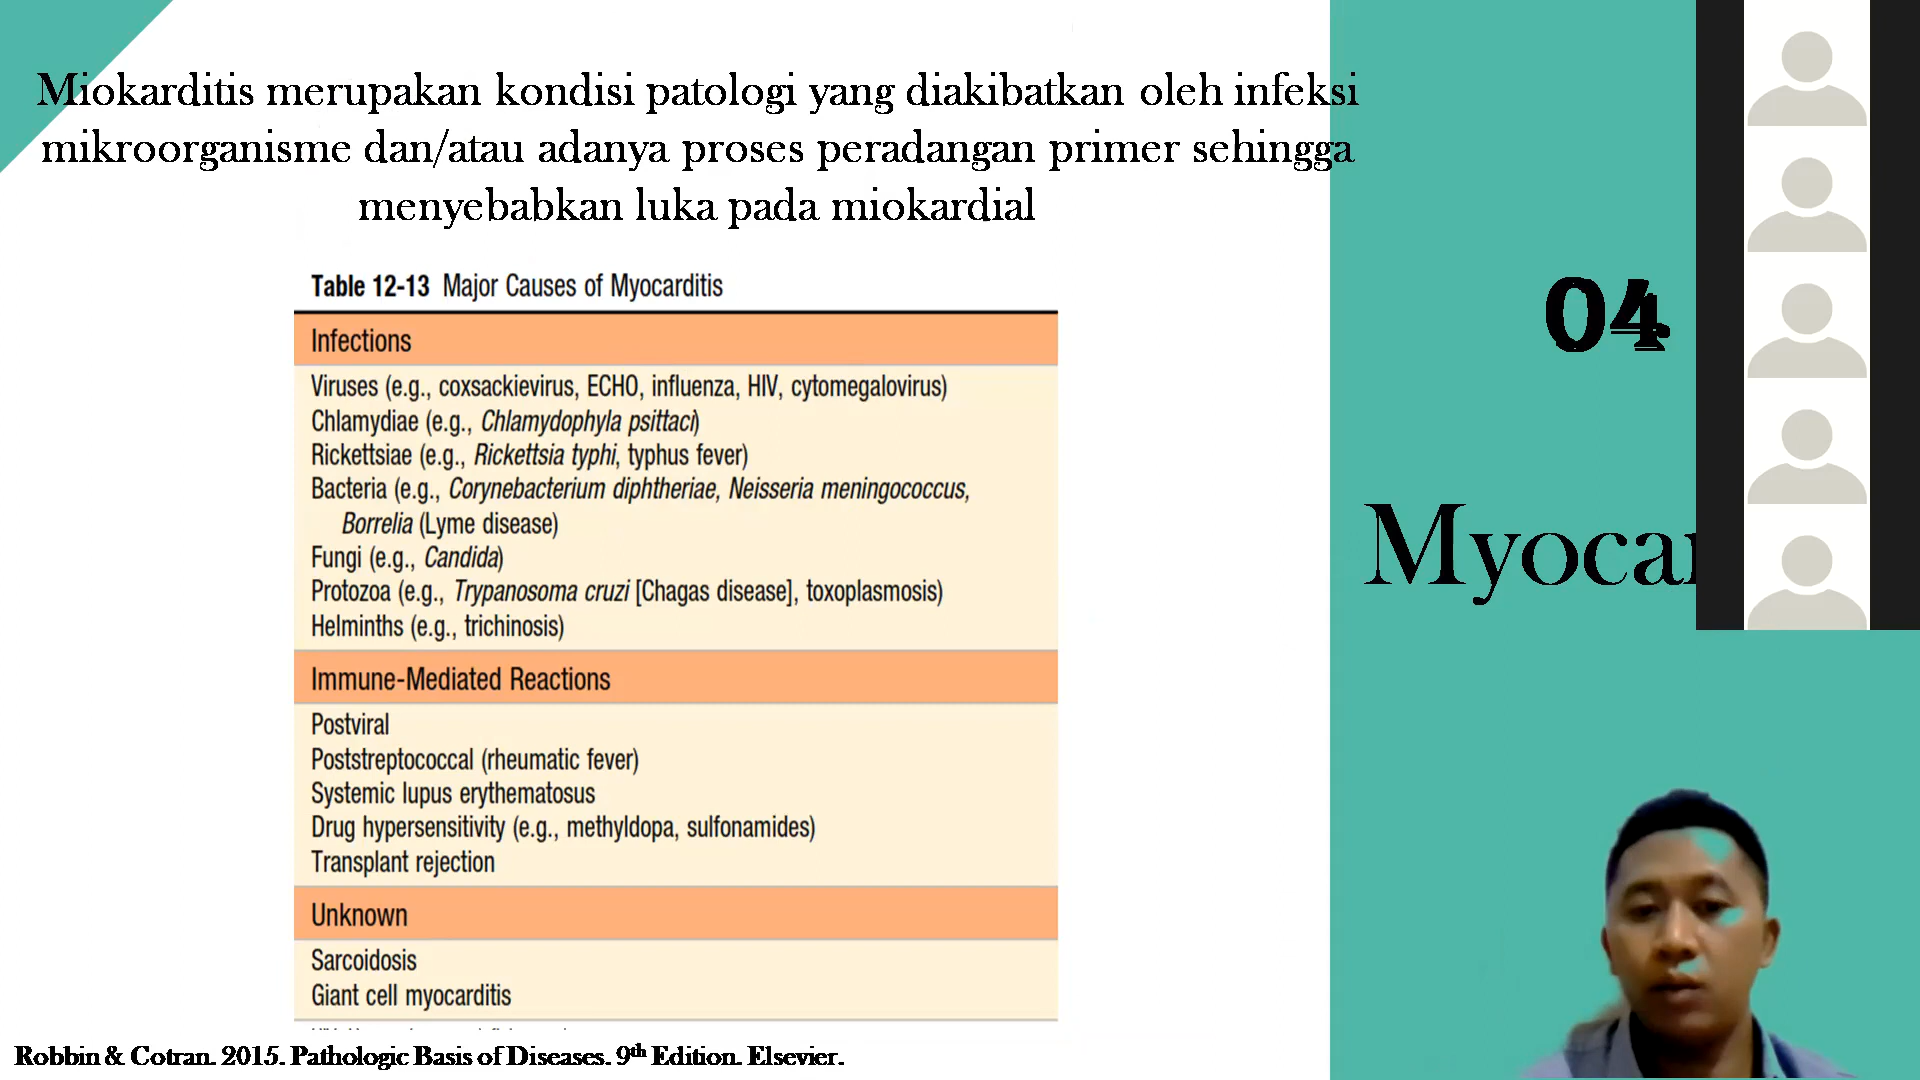 Miokarditis merupakan kondisi patologi yang diakibatkan oleh infeksi
mikroorganisme dan/atau adanya proses peradangan primer sehingga
menyebabkan luka pada miokardial
Table 12-13 Major Causes of Myocarditis
Infections
Viruses (e.g., coxsackievirus, ECHO, influenza, HIV, cytomegalovirus)
Chlamydiae (e.g., Chlamydophyla psittaci)
Rickettsiae (e.g., Rickettsia typhi, typhus fever)
Bacteria (e.g., Corynebacterium diphtheriae, Neisseria meningococcus,
Borrelia (Lyme disease)
Fungi (e.g., Candida)
Protozoa (e.g., Trypanosoma cruzi [Chagas disease], toxoplasmosis)
Helminths (e.g., trichinosis)
Immune-Mediated Reactions
Postviral
Poststreptococcal (rheumatic fever)
Systemic lupus erythematosus
Drug hypersensitivity (e.g., methyldopa, sulfonamides)
Transplant rejection
Unknown
Sarcoidosis
Giant cell myocarditis
Robbin & Cotran. 2015. Pathologic Basis of Diseases. 9th Edition. Elsevier.
04
Myocar